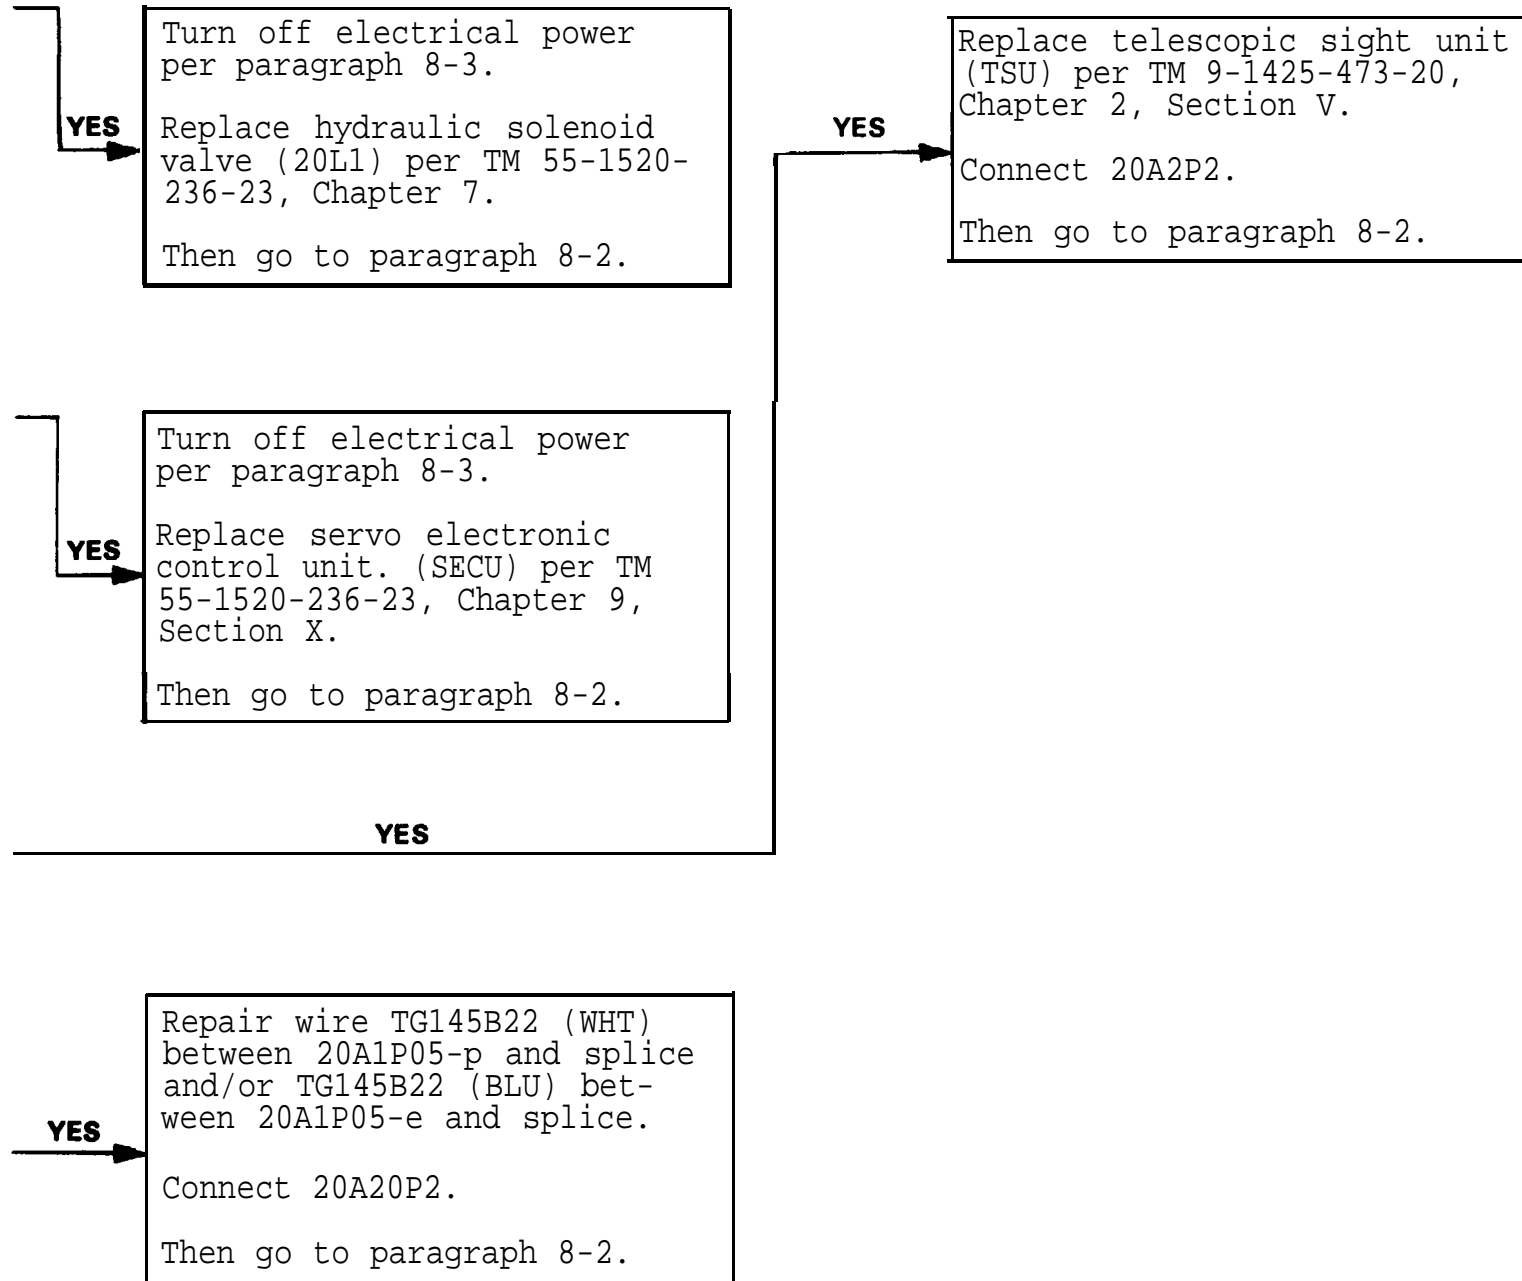 Turn off electrical power
per paragraph 8-3.
YES
Replace hydraulic solenoid
valve (20L1) per TM 55-1520-
236-23, Chapter 7.
Then go to paragraph 8-2.
YES
Replace telescopic sight unit
(TSU) per TM 9-1425-473-20,
Chapter 2, Section V.
Connect 20A2P2.
Then go to paragraph 8-2.
Turn off electrical power
per paragraph 8-3.
YES
Replace servo electronic
control unit. (SECU) per TM
55-1520-236-23, Chapter 9,
Section X.
Then go to paragraph 8-2.
YES
YES
Repair wire TG145B22 (WHT)
between 20A1P05-p and splice
and/or TG145B22 (BLU) bet-
ween 20A1P05-e and splice.
Connect 20A20P2.
Then go to paragraph 8-2.